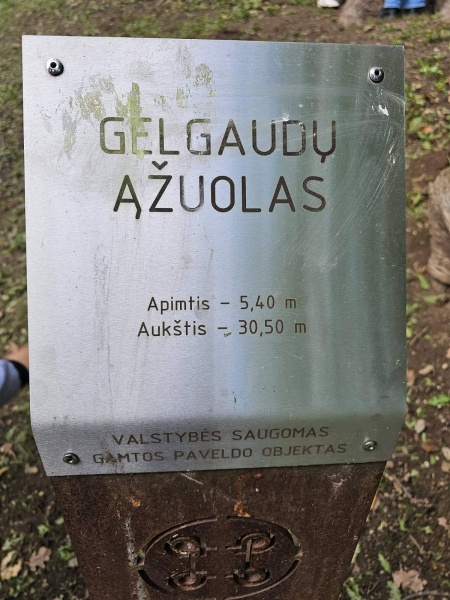 GELGAUDŲ
ĄŽUOLAS
Apimtis – 5,40 m
Aukštis – 30,50 m
VALSTYBĖS SAUGOMAS
GAMTOS PAVELDO OBJEKTAS